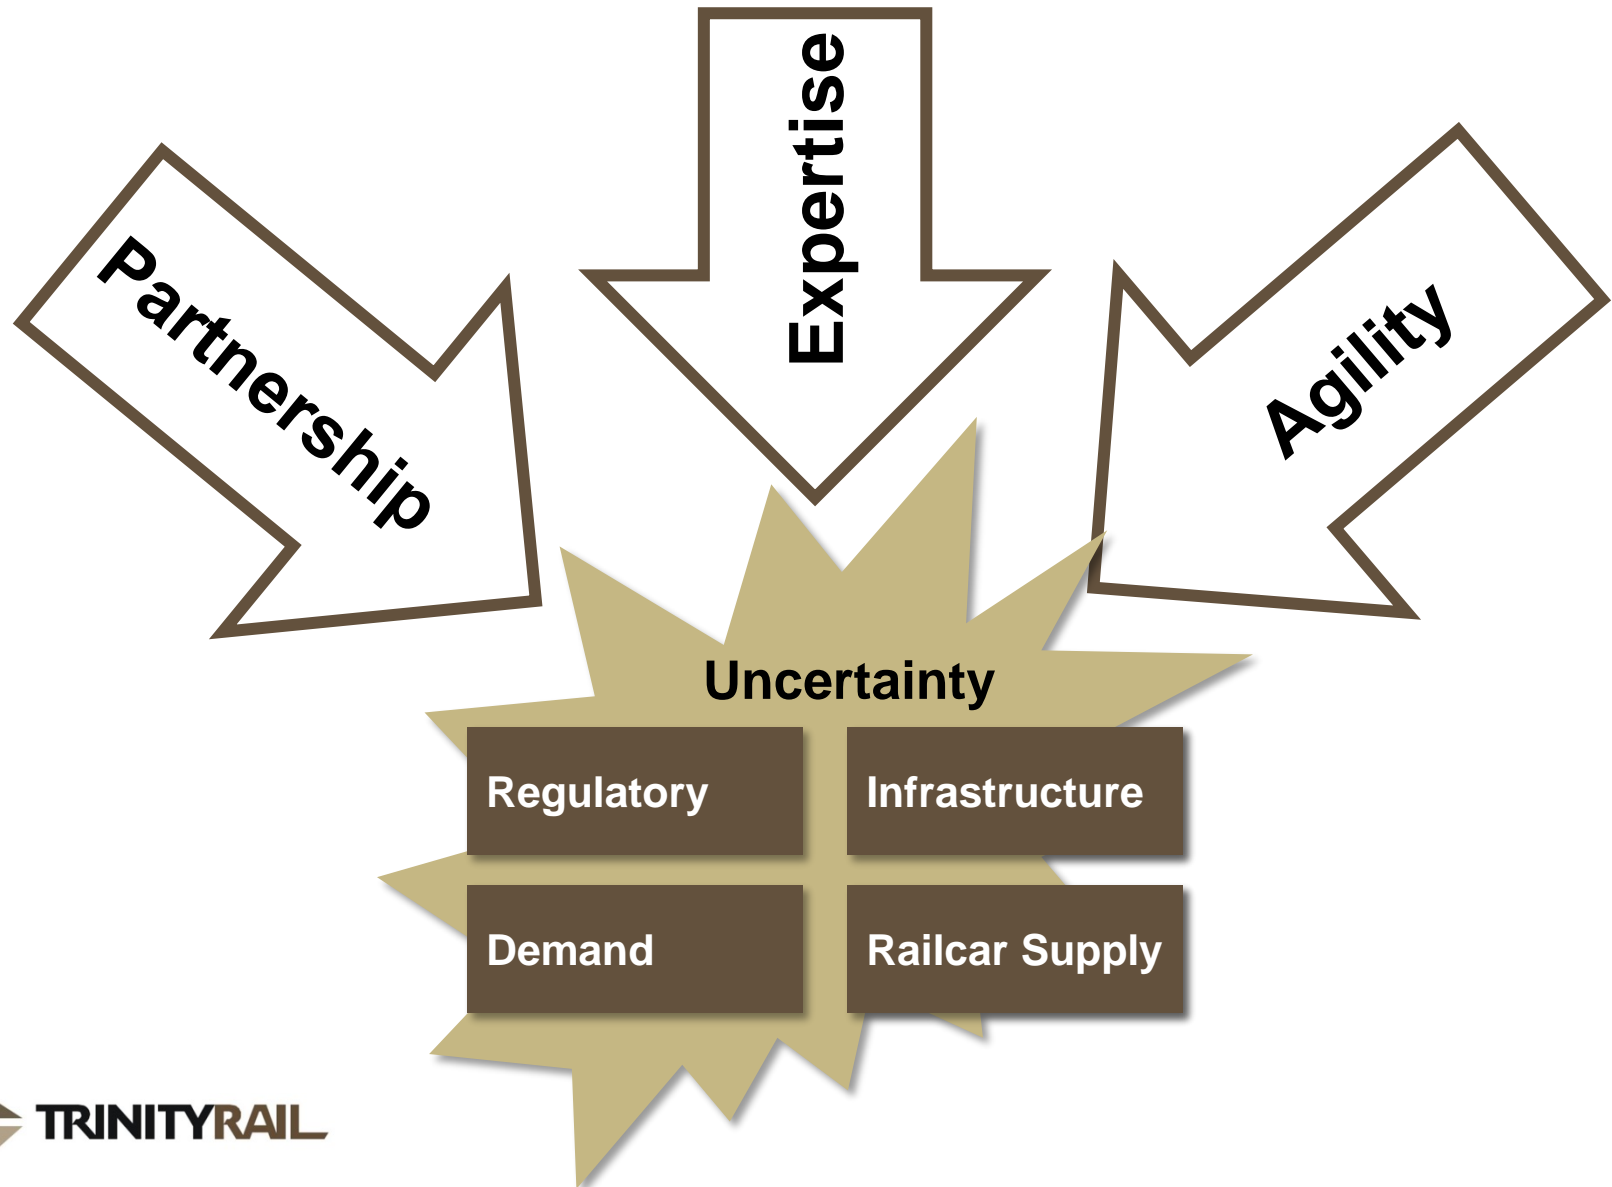 Partnership
Expertise
Agility
Uncertainty
Regulatory
Infrastructure
Demand
Railcar Supply
TRINITYRAIL